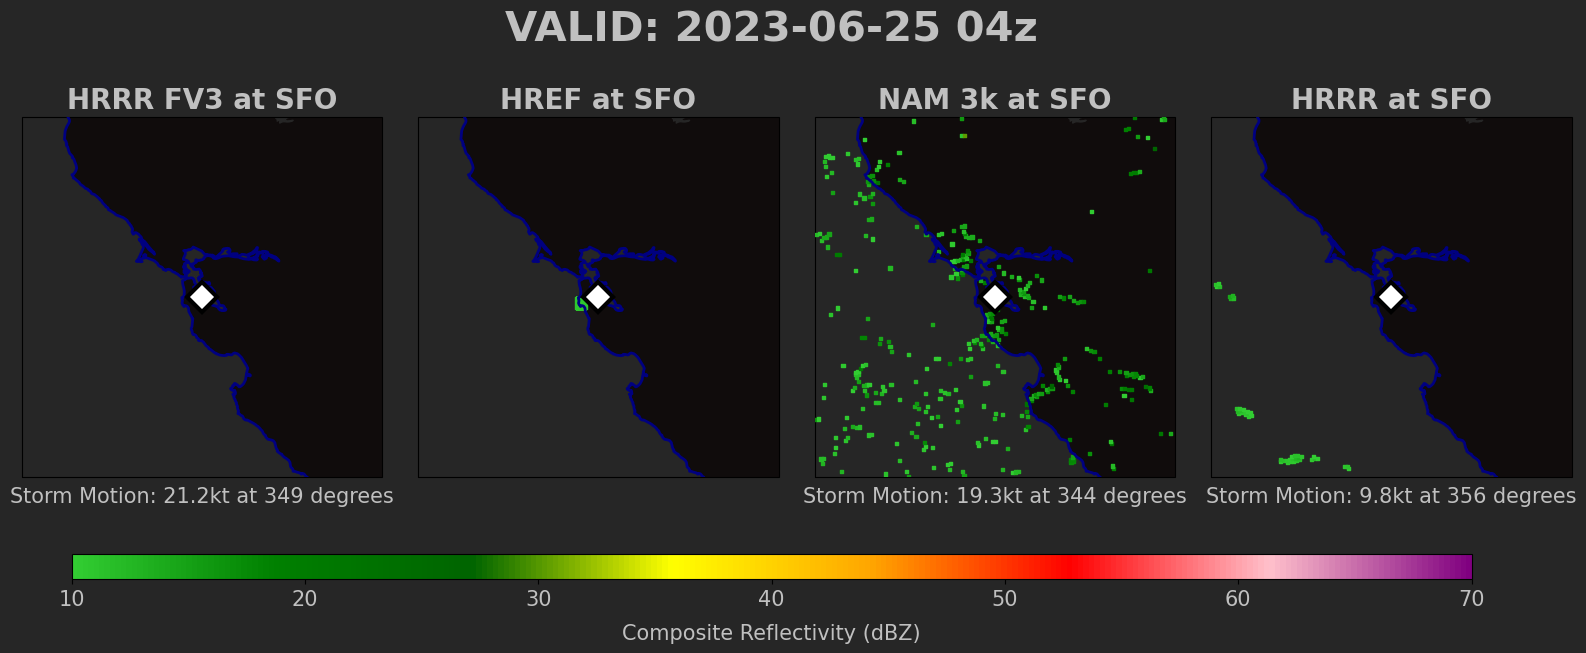 VALID: 2023-06-25 04z
HRRR FV3 at SFO
HREF at SFO
NAM 3k at SFO
HRRR at SFO
Storm Motion: 21.2kt at 349 degrees
Storm Motion: 19.3kt at 344 degrees
Storm Motion: 9.8kt at 356 degrees
10 20 30 40 50 60 70
Composite Reflectivity (dBZ)